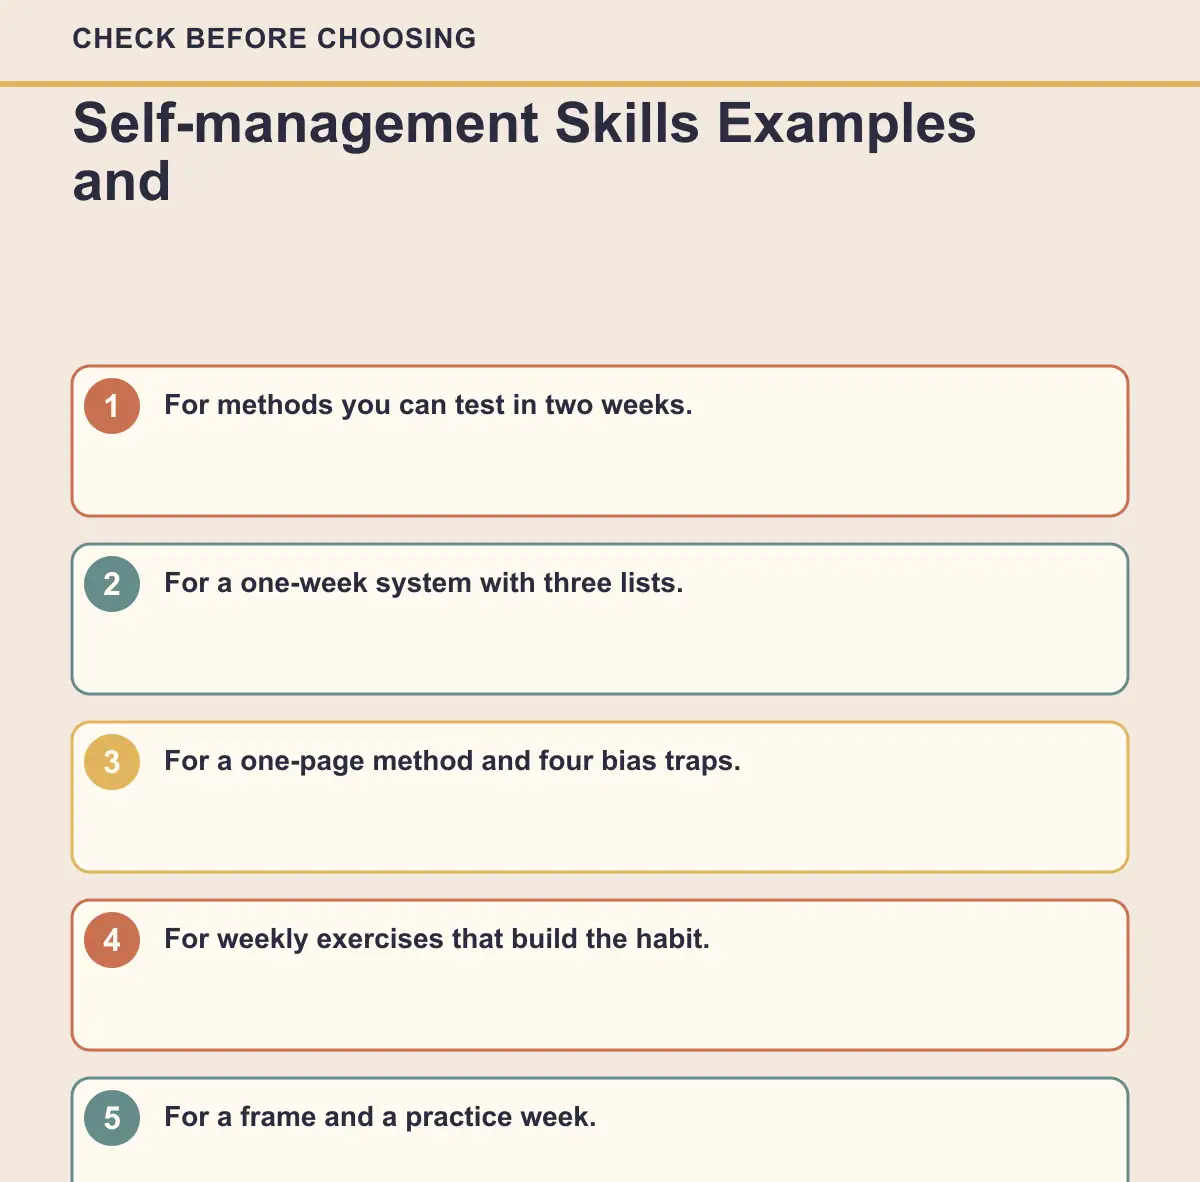 CHECK BEFORE CHOOSING
Self-management Skills Examples
and
1 For methods you can test in two weeks.
2 For a one-week system with three lists.
3 For a one-page method and four bias traps.
4 For weekly exercises that build the habit.
5 For a frame and a practice week.